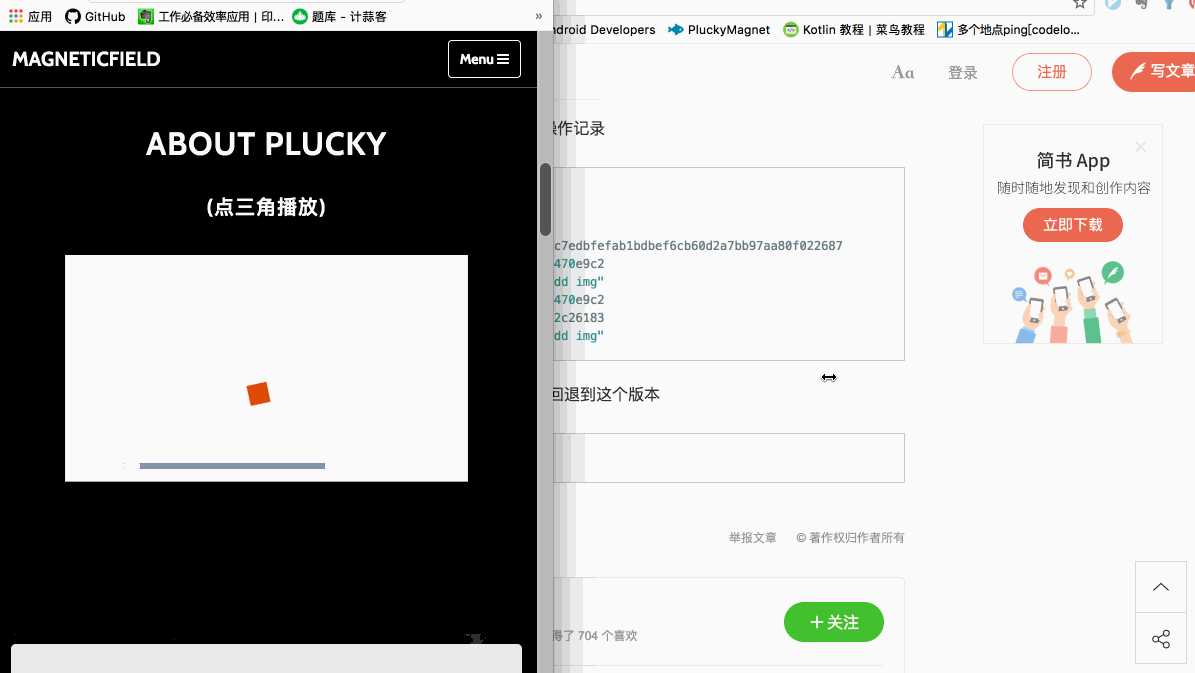 应用 GitHub 工作必备效率应用 | 印... 题库 - 计蒜客 »
MAGNETICFIELD
Menu
ABOUT PLUCKY
(点三角播放)
Developers PluckyMagnet Kotlin 教程 | 菜鸟教程 多个地点ping[codelo...
Aa 登录 注册 写文章
作记录
c7edbfefab1bdbef6cb60d2a7bb97aa80f022687
470e9c2
dd img"
470e9c2
2c26183
dd img"
回退到这个版本
举报文章 © 著作权归作者所有
得了 704 个喜欢
+关注
简书 App
随时随地发现和创作内容
立即下载